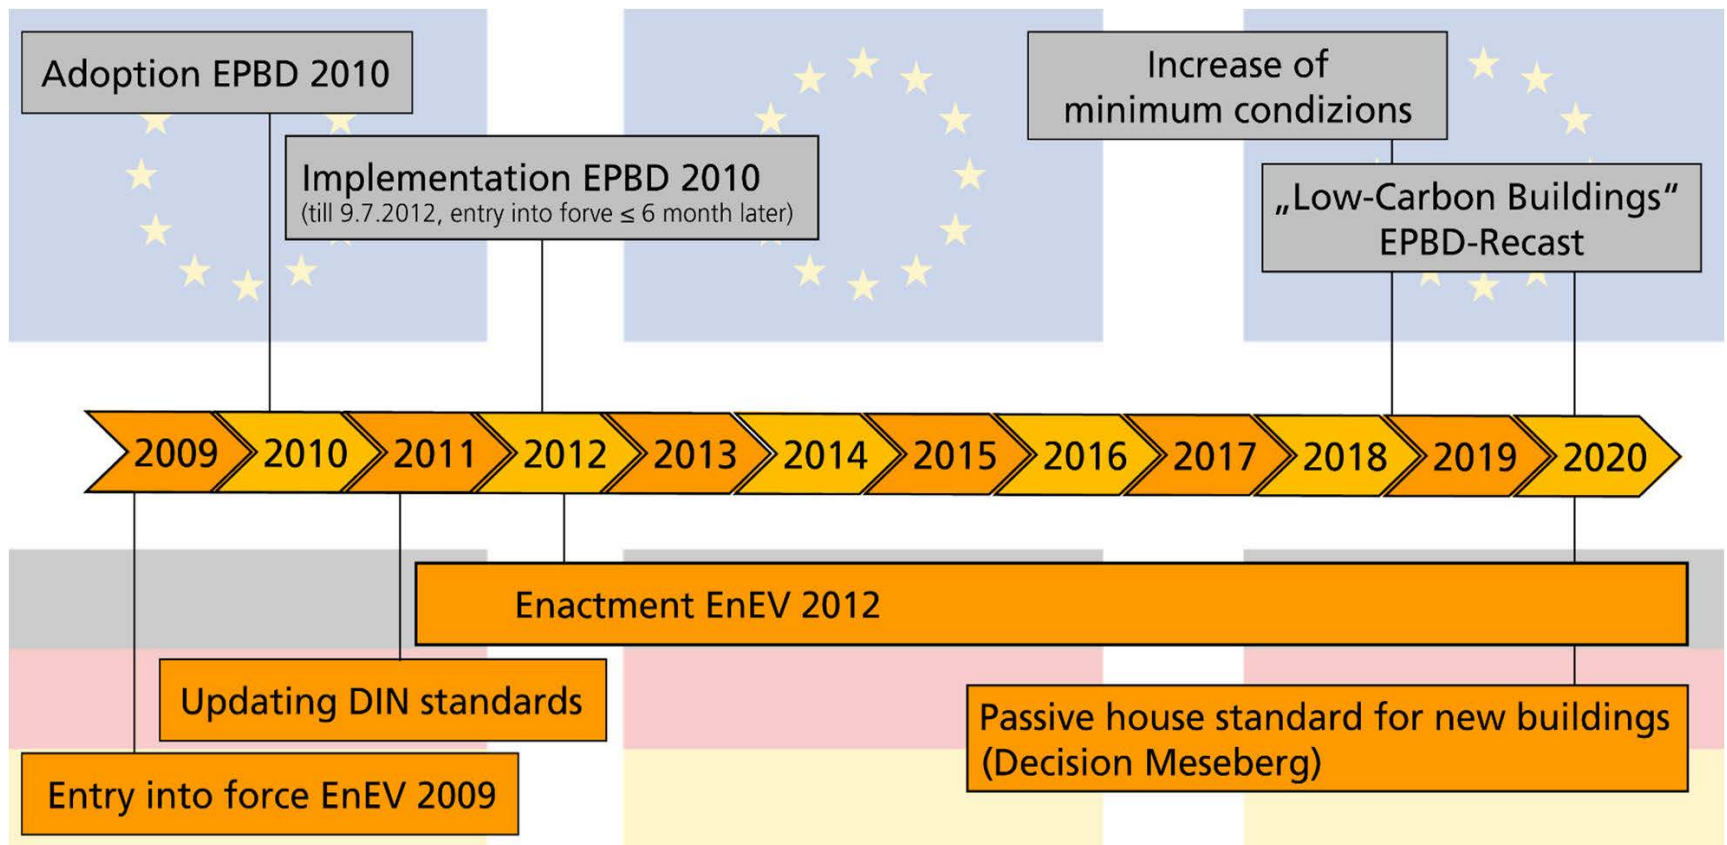 Adoption EPBD 2010
Implementation EPBD 2010
(till 9.7.2012, entry into forve ≤ 6 month later)
Increase of
minimum condizions
„Low-Carbon Buildings“
EPBD-Recast
2009 2010 2011 2012 2013 2014 2015 2016 2017 2018 2019 2020
Enactment EnEV 2012
Updating DIN standards
Passive house standard for new buildings
(Decision Meseberg)
Entry into force EnEV 2009